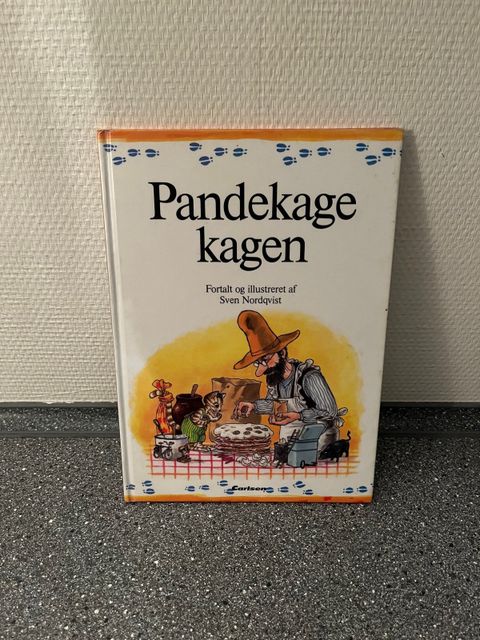 Pandekage
kagen
Fortalt og illustreret af
Sven Nordqvist
Carlsen